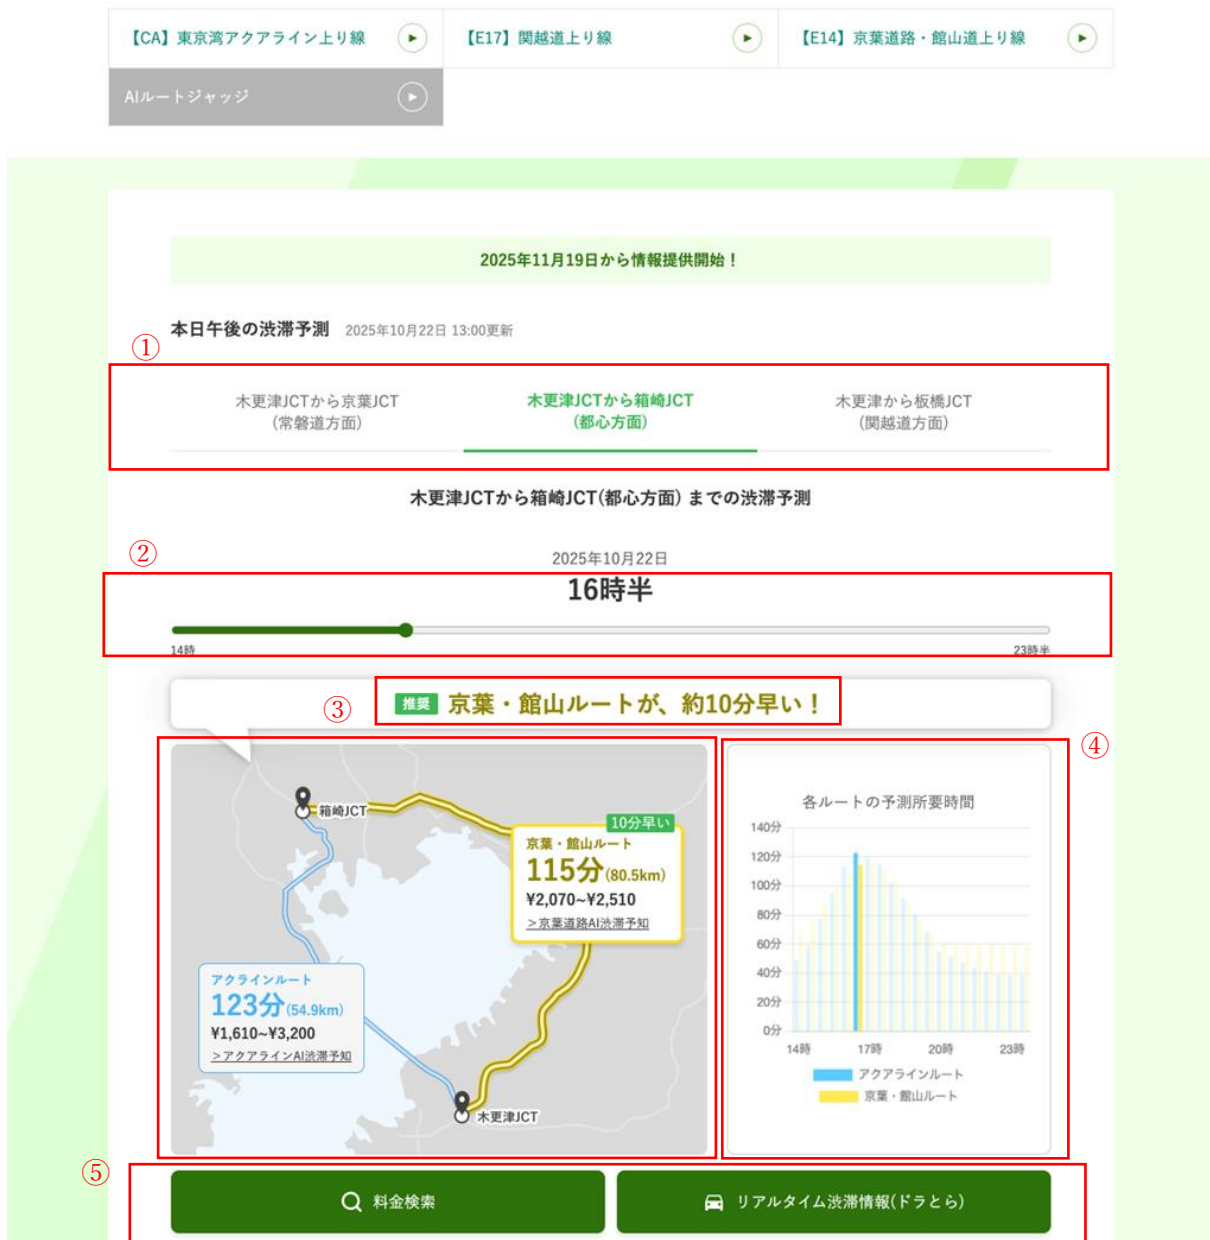 【CA】東京湾アクアライン上り線
【E17】関越道上り線
【E14】京葉道路・館山道上り線
AIルートジャッジ
2025年11月19日から情報提供開始！
本日午後の渋滞予測 2025年10月22日 13:00更新
①
木更津JCTから京葉JCT
(常磐道方面)
木更津JCTから箱崎JCT
(都心方面)
木更津から板橋JCT
(関越道方面)
木更津JCTから箱崎JCT(都心方面) までの渋滞予測
②
2025年10月22日
16時半
14時
23時半
③
推奨 京葉・館山ルートが、約10分早い！
④
箱崎JCT
10分早い
京葉・館山ルート
115分(80.5km)
¥2,070~¥2,510
＞京葉道路AI渋滞予知
アクラインルート
123分(54.9km)
¥1,610~¥3,200
＞アクアラインAI渋滞予知
木更津JCT
各ルートの予測所要時間
140分
120分
100分
80分
60分
40分
20分
0分
14時 17時 20時 23時
アクアラインルート
京葉・館山ルート
⑤
料金検索
リアルタイム渋滞情報(ドラとら)